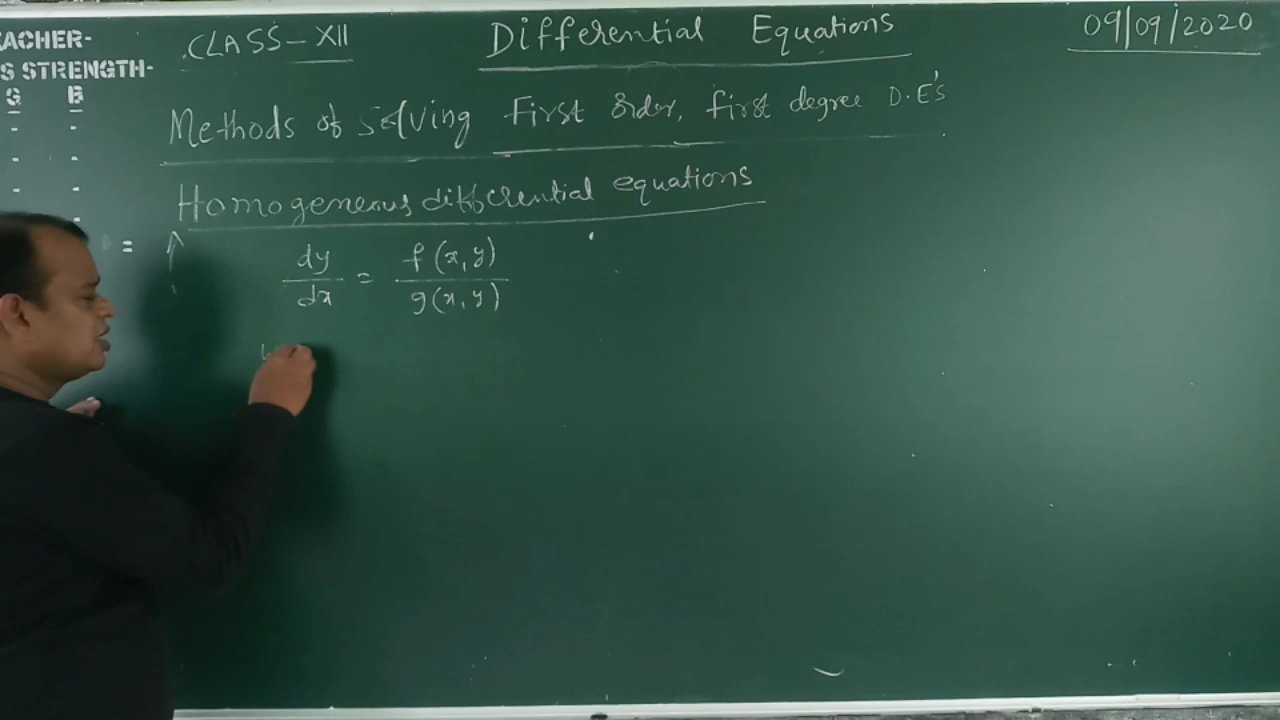 EACHER-
S STRENGTH-
G B
CLASS-XII
Differential Equations
09/09/2020
Methods of Solving First Order, first degree D.E's
Homogeneous differential equations
dy/dx = f(x,y)/g(x,y)